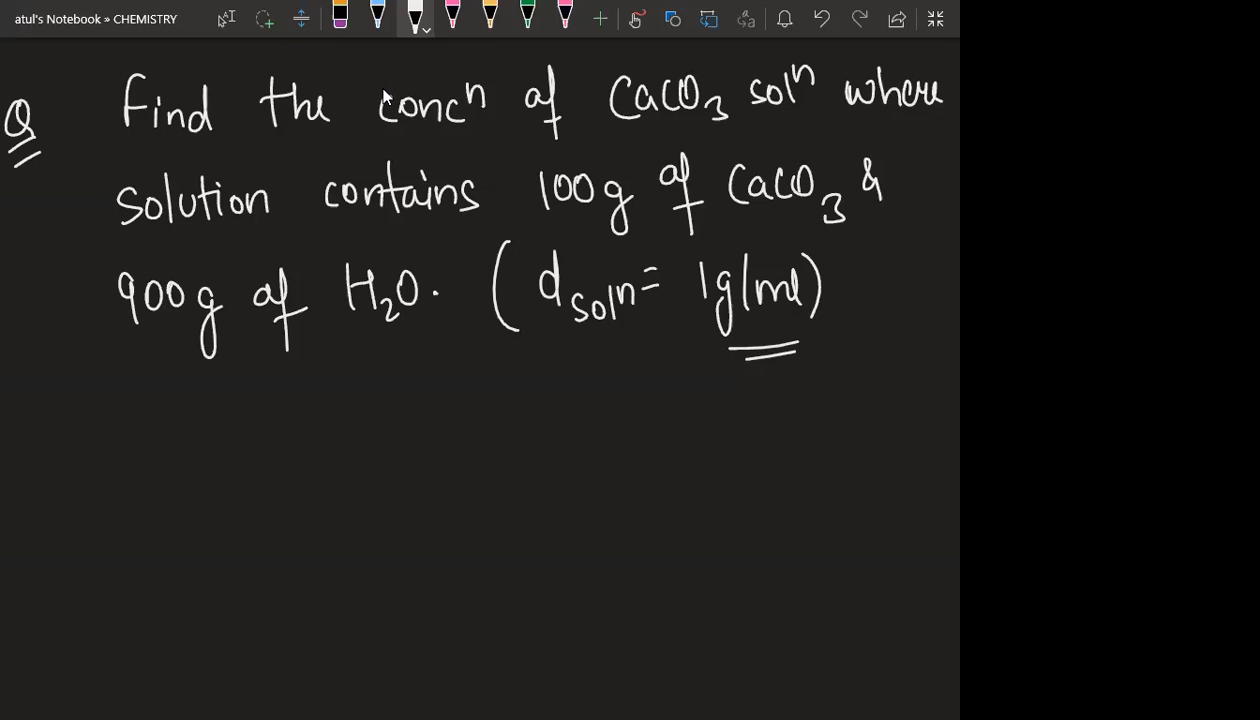 atul's Notebook » CHEMISTRY
Q Find the concⁿ of CaCO₃ solⁿ where
solution contains 100g of CaCO₃ &
900g of H₂O. ( d solⁿ = 1g/ml)